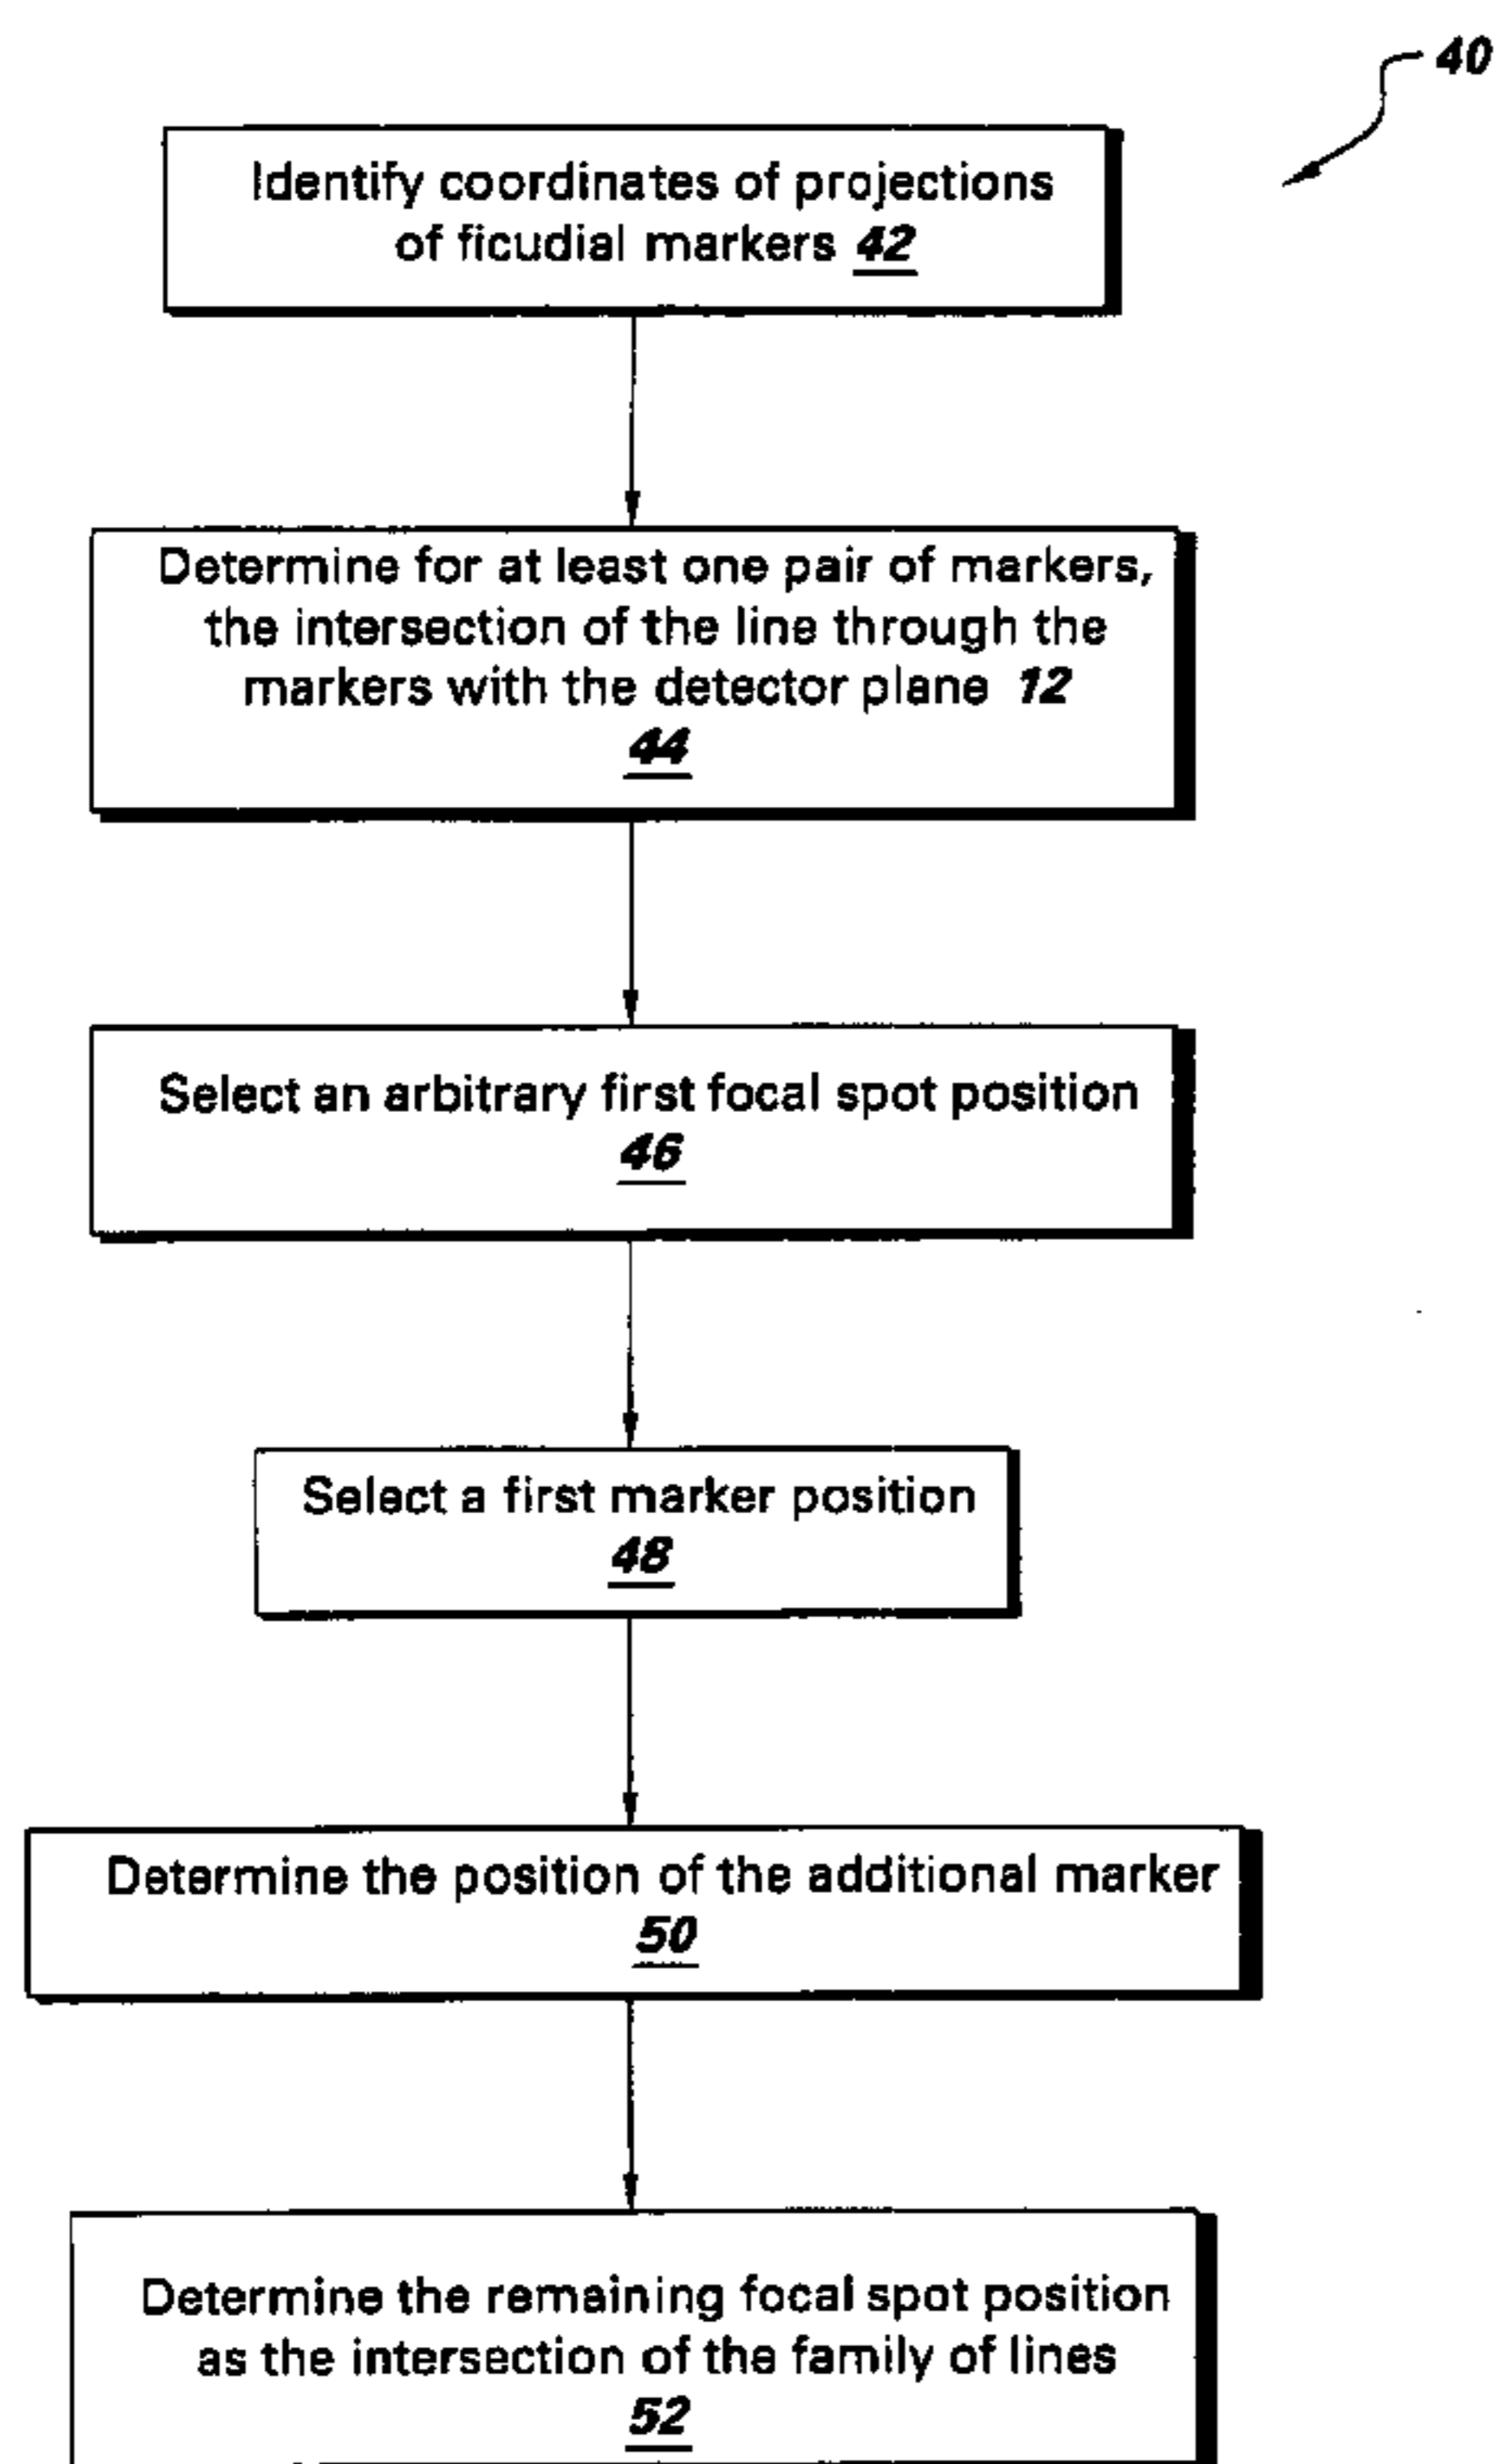 40
Identify coordinates of projections
of ficudial markers 42
Determine for at least one pair of markers,
the intersection of the line through the
markers with the detector plane 12
44
Select an arbitrary first focal spot position
46
Select a first marker position
48
Determine the position of the additional marker
50
Determine the remaining focal spot position
as the intersection of the family of lines
52